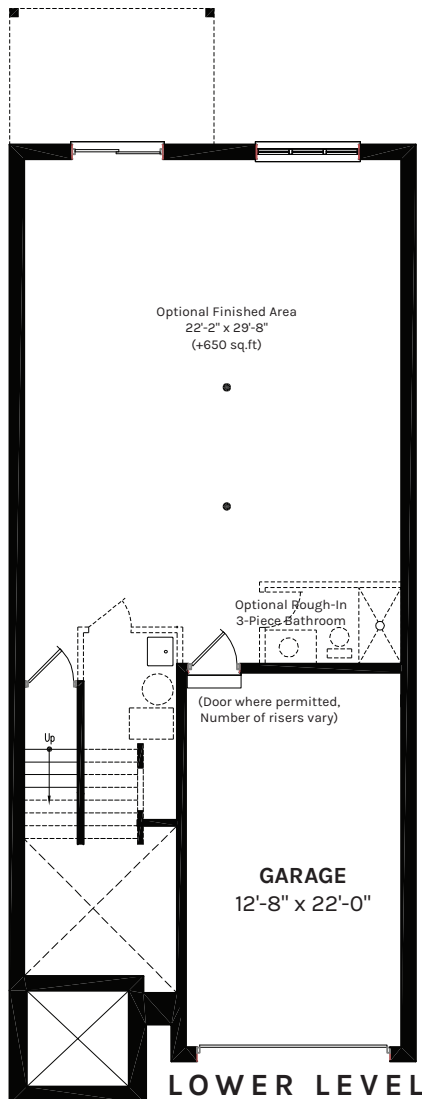 Optional Finished Area
22'-2" x 29'-8"
(+650 sq.ft)
Optional Rough-In
3-Piece Bathroom
(Door where permitted,
Number of risers vary)
Up
GARAGE
12'-8" x 22'-0"
LOWER LEVEL